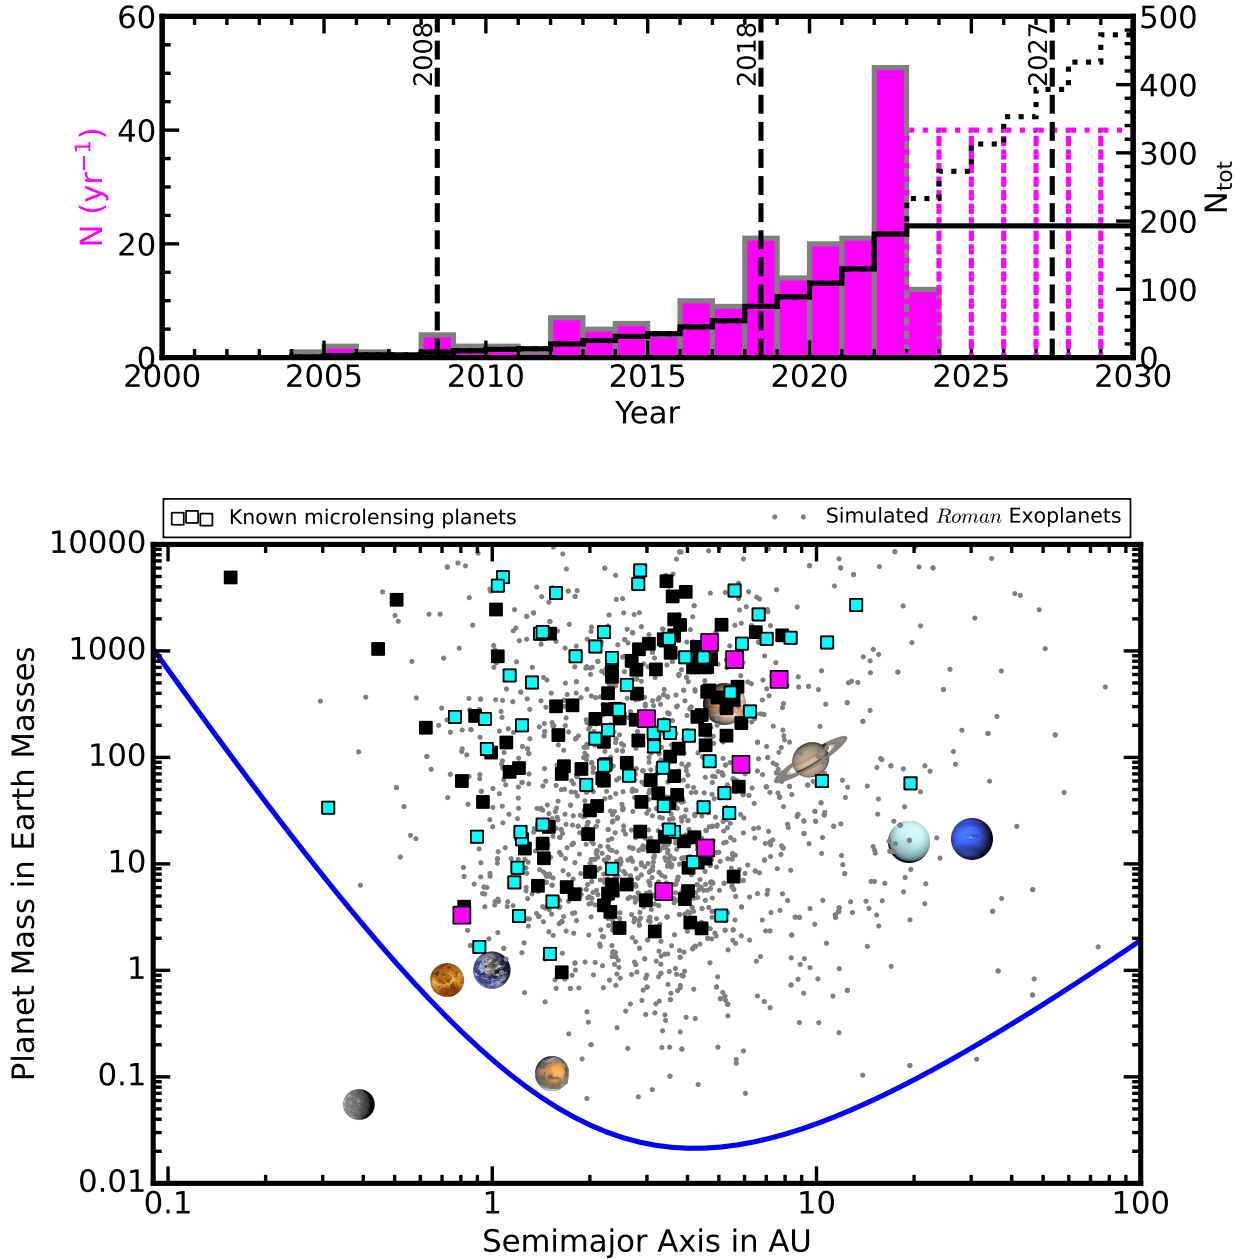 60
40
20
0
N (yr⁻¹)
2008
2018
2027
500
400
300
200
100
0
N_tot
2000 2005 2010 2015 2020 2025 2030
Year
Known microlensing planets
Simulated Roman Exoplanets
10000
1000
100
10
1
0.1
0.01
Planet Mass in Earth Masses
0.1 1 10 100
Semimajor Axis in AU